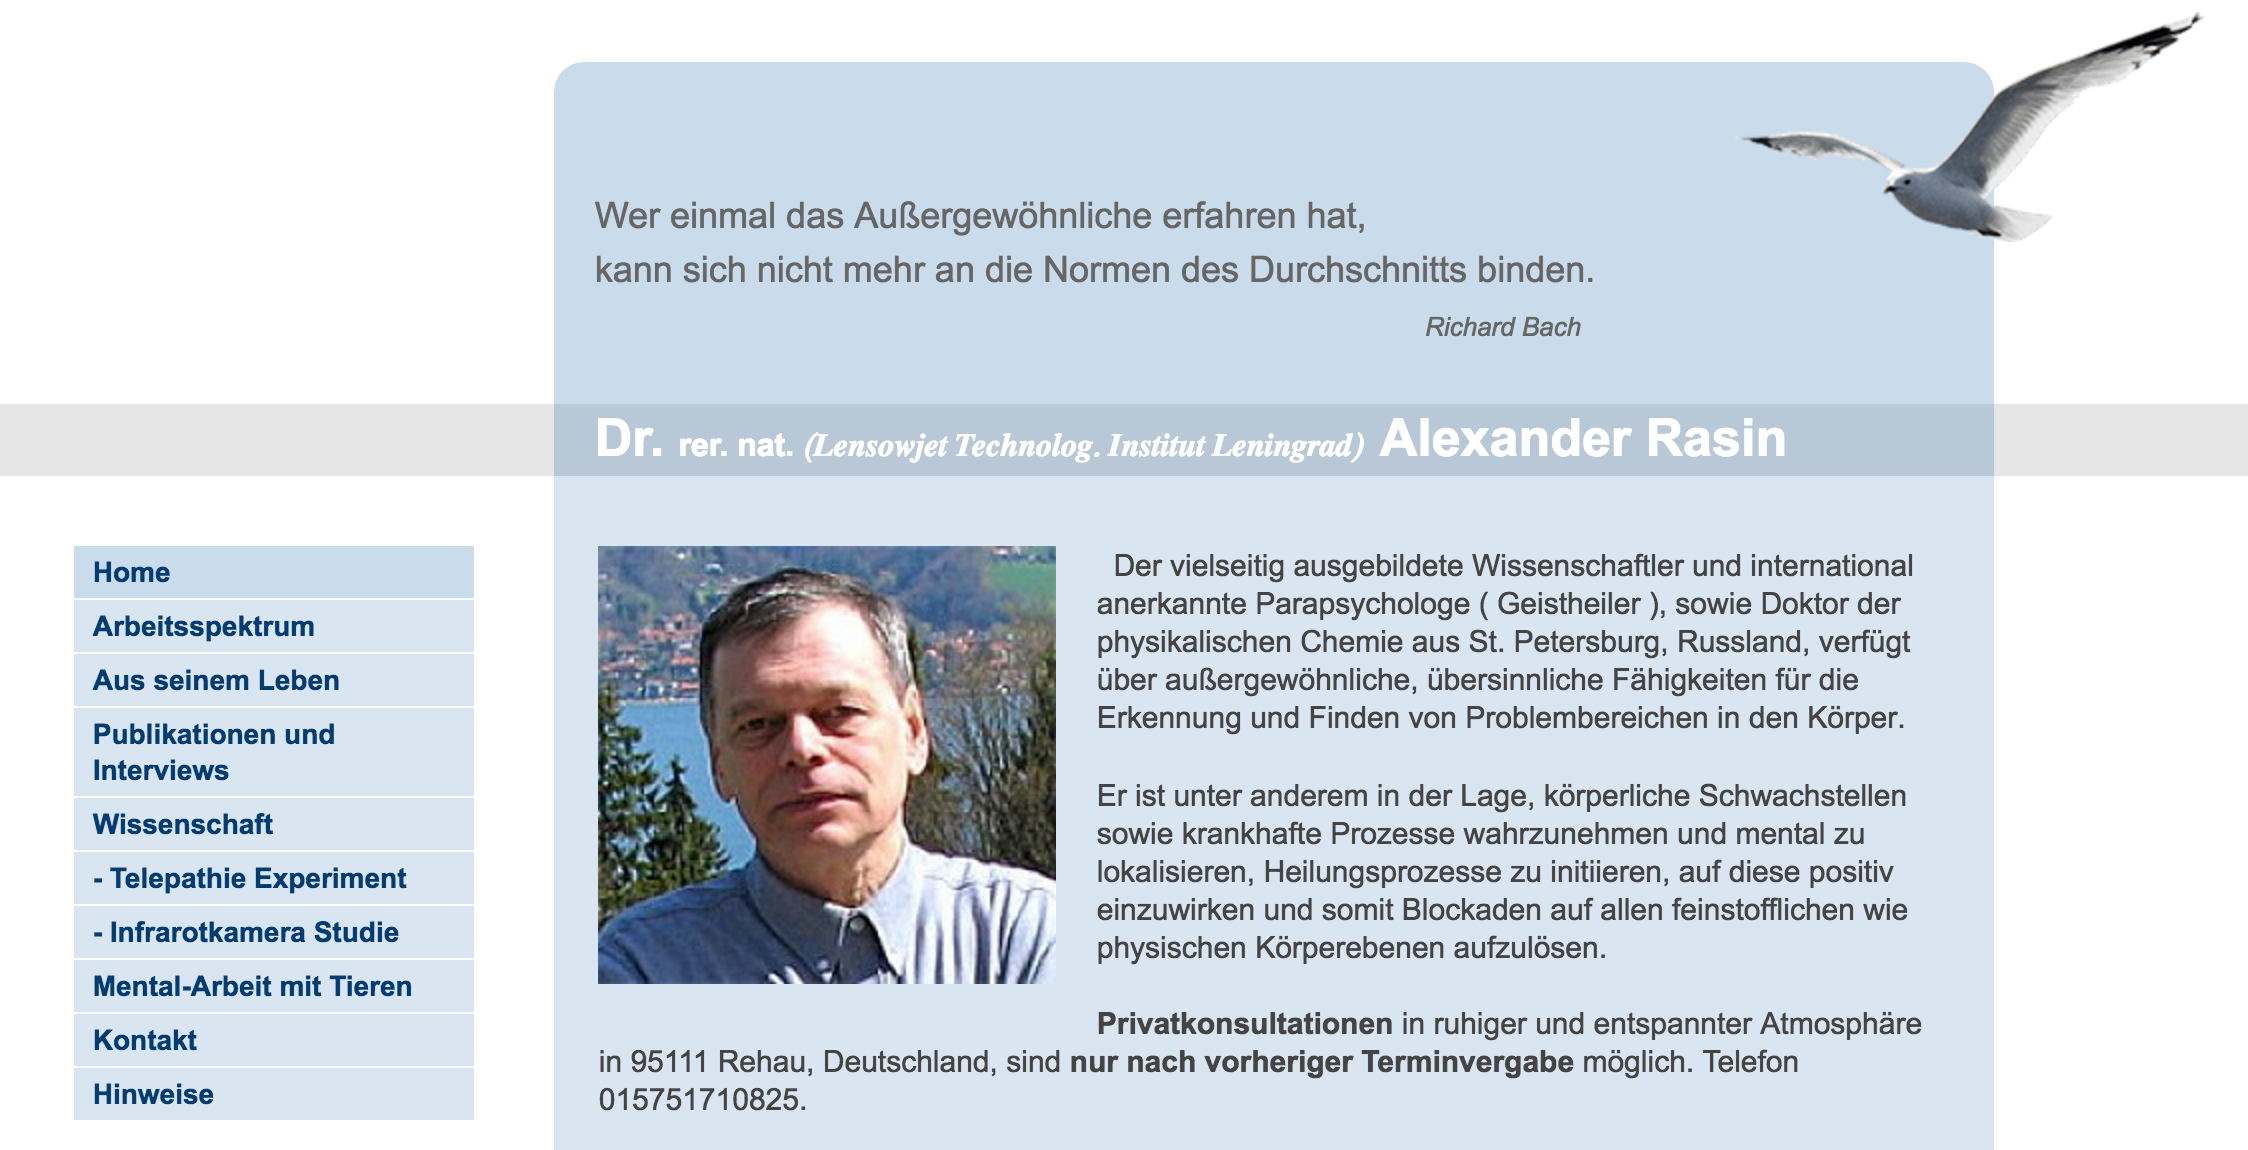 Wer einmal das Außergewöhnliche erfahren hat,
kann sich nicht mehr an die Normen des Durchschnitts binden.
Richard Bach
Dr. rer. nat. (Lensowjet Technolog. Institut Leningrad) Alexander Rasin
Home
Arbeitsspektrum
Aus seinem Leben
Publikationen und
Interviews
Wissenschaft
- Telepathie Experiment
- Infrarotkamera Studie
Mental-Arbeit mit Tieren
Kontakt
Hinweise
Der vielseitig ausgebildete Wissenschaftler und international
anerkannte Parapsychologe ( Geistheiler ), sowie Doktor der
physikalischen Chemie aus St. Petersburg, Russland, verfügt
über außergewöhnliche, übersinnliche Fähigkeiten für die
Erkennung und Finden von Problembereichen in den Körper.
Er ist unter anderem in der Lage, körperliche Schwachstellen
sowie krankhafte Prozesse wahrzunehmen und mental zu
lokalisieren, Heilungsprozesse zu initiieren, auf diese positiv
einzuwirken und somit Blockaden auf allen feinstofflichen wie
physischen Körperebenen aufzulösen.
Privatkonsultationen in ruhiger und entspannter Atmosphäre
in 95111 Rehau, Deutschland, sind nur nach vorheriger Terminvergabe möglich. Telefon
015751710825.